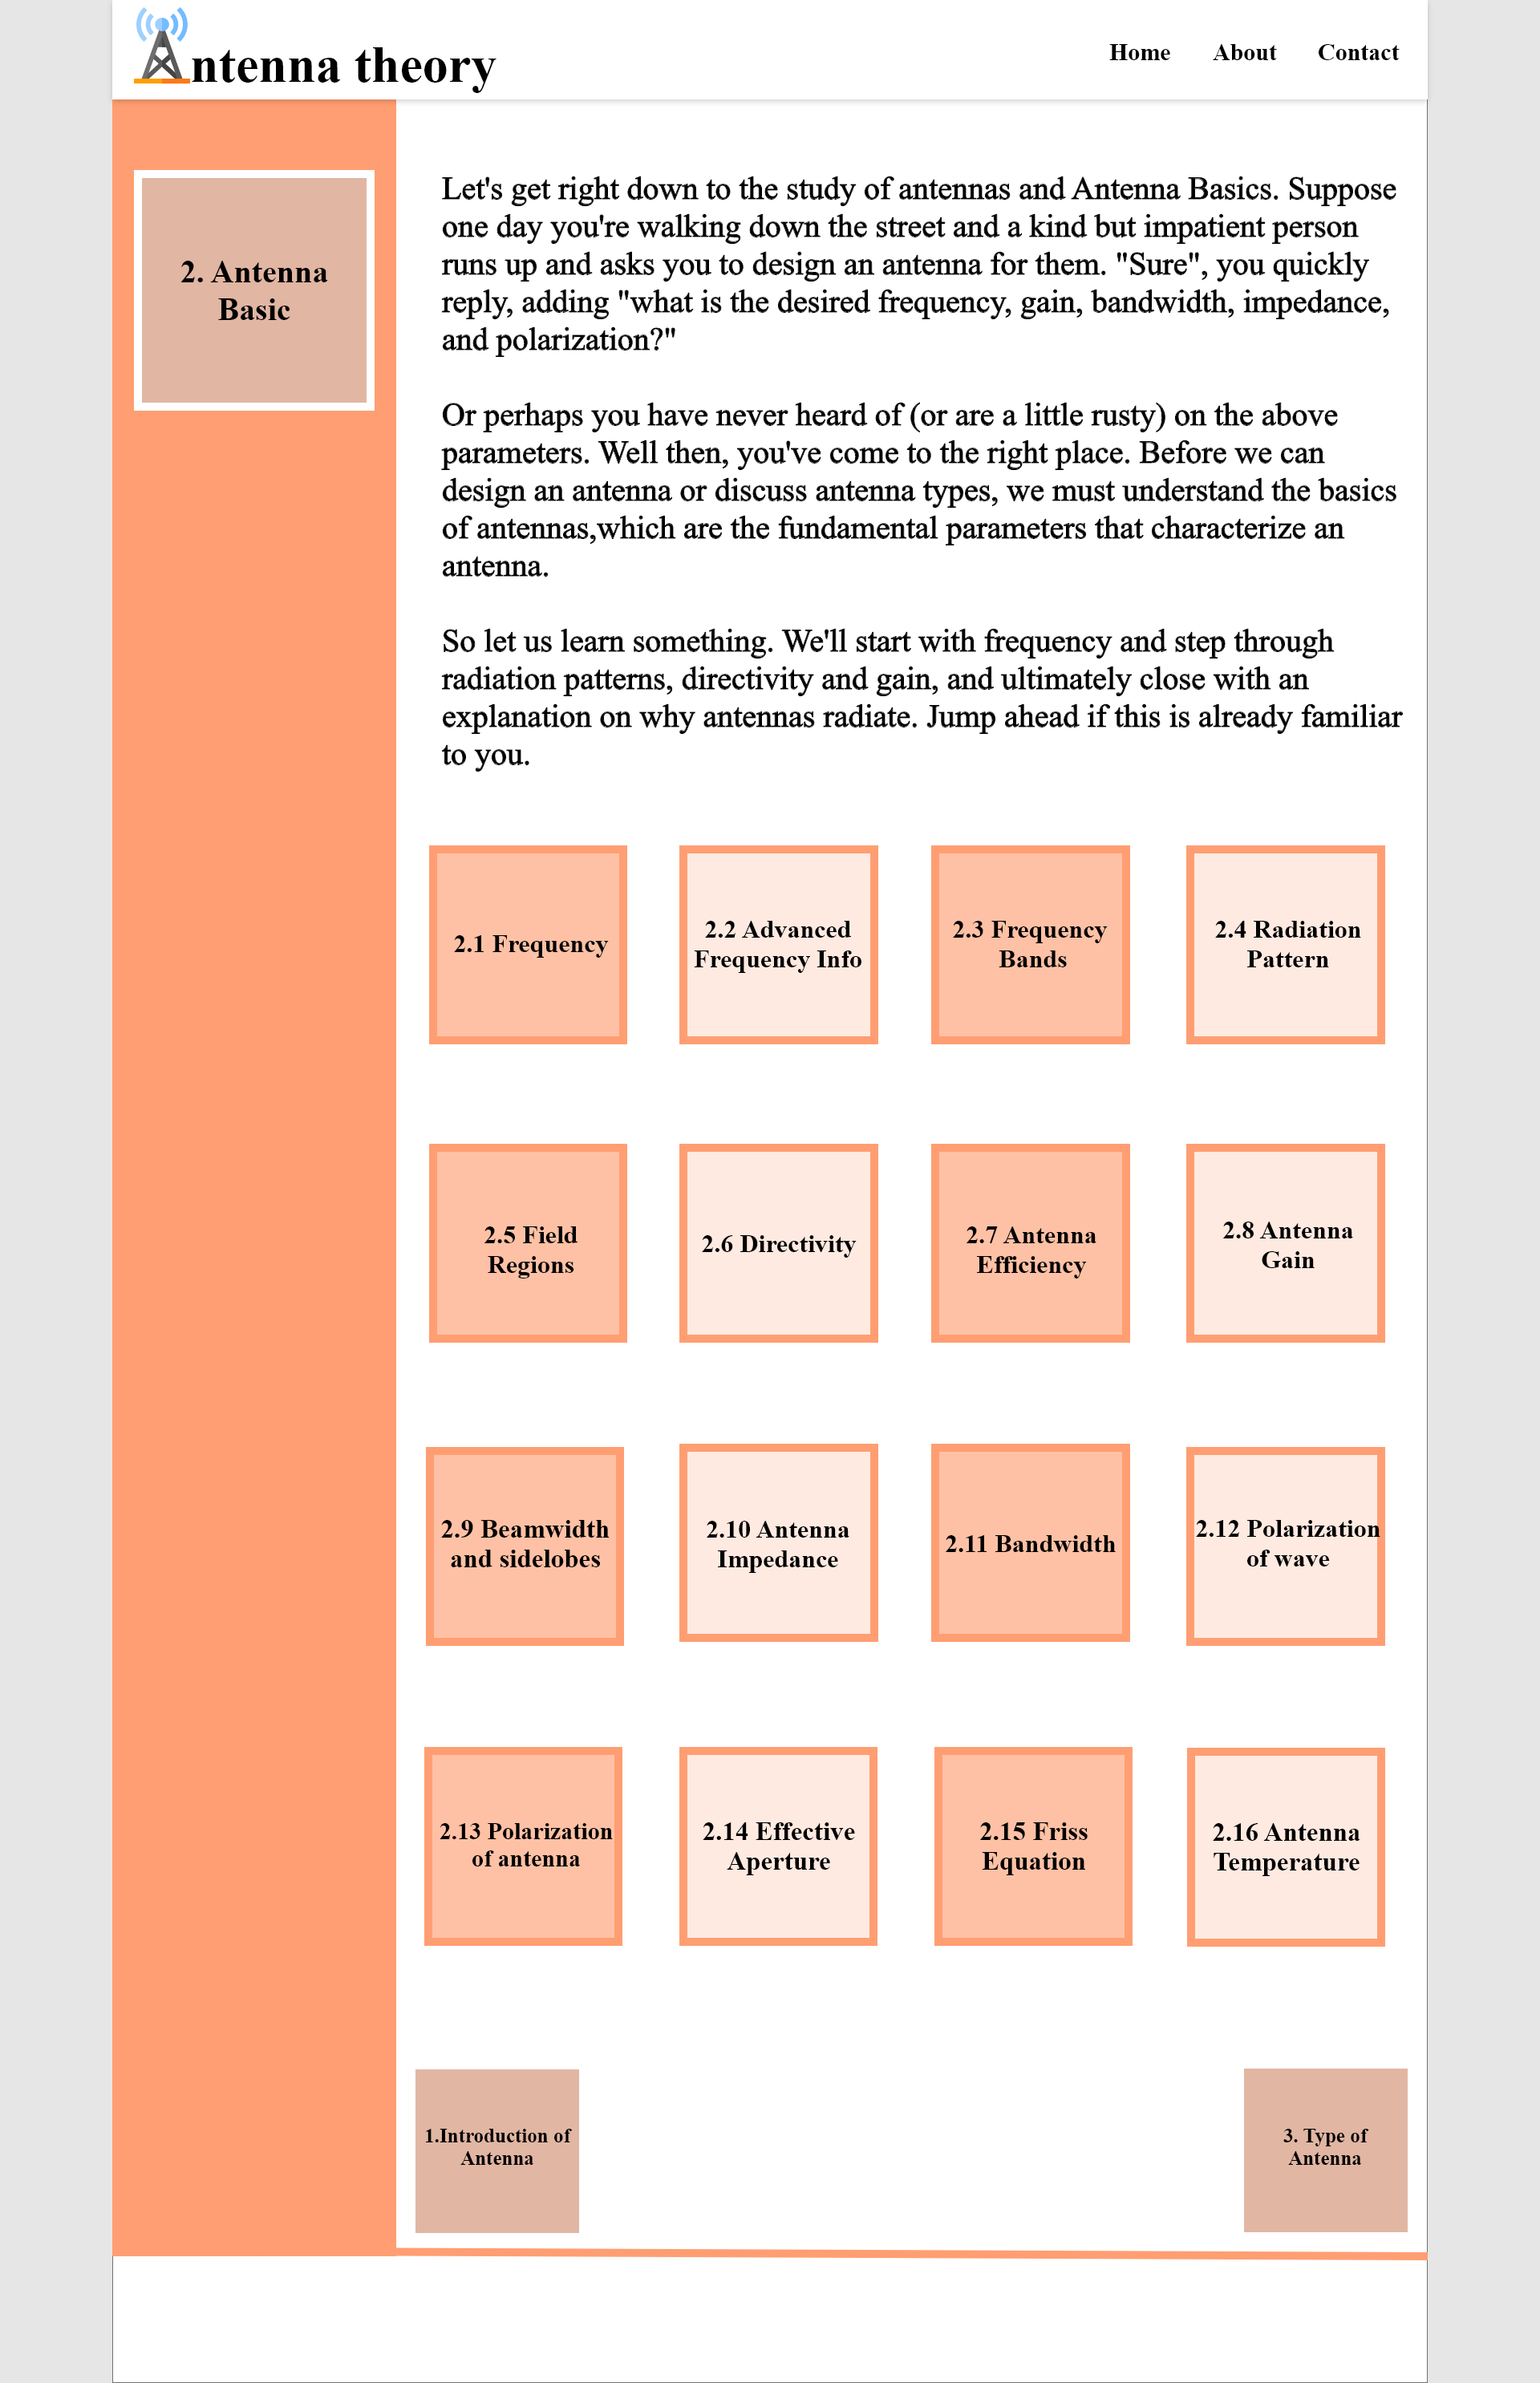 ntenna theory
Home About Contact
2. Antenna
Basic
Let's get right down to the study of antennas and Antenna Basics. Suppose
one day you're walking down the street and a kind but impatient person
runs up and asks you to design an antenna for them. "Sure", you quickly
reply, adding "what is the desired frequency, gain, bandwidth, impedance,
and polarization?"
Or perhaps you have never heard of (or are a little rusty) on the above
parameters. Well then, you've come to the right place. Before we can
design an antenna or discuss antenna types, we must understand the basics
of antennas,which are the fundamental parameters that characterize an
antenna.
So let us learn something. We'll start with frequency and step through
radiation patterns, directivity and gain, and ultimately close with an
explanation on why antennas radiate. Jump ahead if this is already familiar
to you.
2.1 Frequency
2.2 Advanced
Frequency Info
2.3 Frequency
Bands
2.4 Radiation
Pattern
2.5 Field
Regions
2.6 Directivity
2.7 Antenna
Efficiency
2.8 Antenna
Gain
2.9 Beamwidth
and sidelobes
2.10 Antenna
Impedance
2.11 Bandwidth
2.12 Polarization
of wave
2.13 Polarization
of antenna
2.14 Effective
Aperture
2.15 Friss
Equation
2.16 Antenna
Temperature
1.Introduction of
Antenna
3. Type of
Antenna